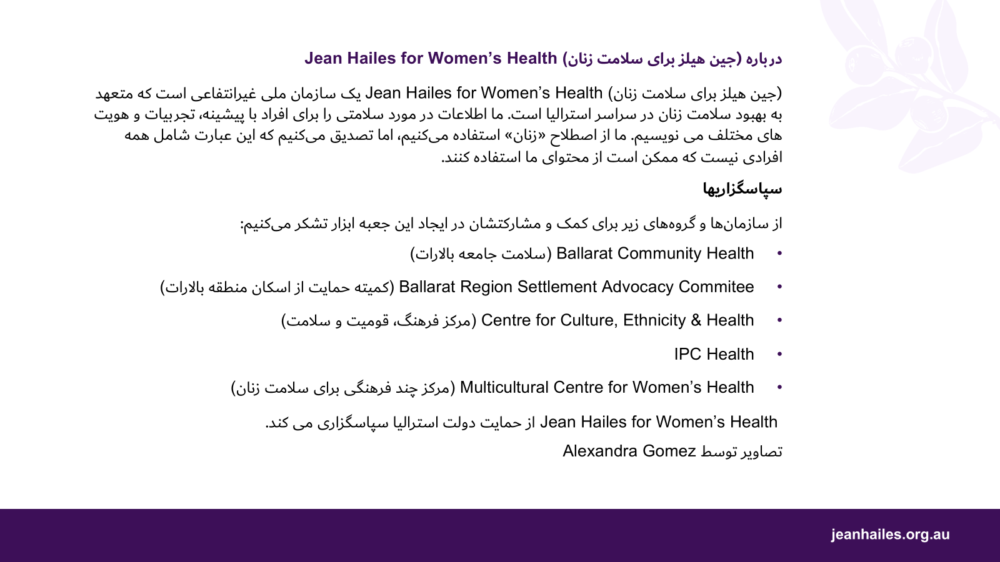 درباره (جین هیلز برای سلامت زنان) Jean Hailes for Women’s Health
(جین هیلز برای سلامت زنان) Jean Hailes for Women’s Health یک سازمان ملی غیرانتفاعی است که متعهد
به بهبود سلامت زنان در سراسر استرالیا است. ما اطلاعات در مورد سلامتی را برای افراد با پیشینه، تجربیات و هویت
های مختلف می نویسیم. ما از اصطلاح «زنان» استفاده می‌کنیم، اما تصدیق می‌کنیم که این عبارت شامل همه
افرادی نیست که ممکن است از محتوای ما استفاده کنند.
سپاسگزاریها
از سازمان‌ها و گروه‌های زیر برای کمک و مشارکتشان در ایجاد این جعبه ابزار تشکر می‌کنیم:
• Ballarat Community Health (سلامت جامعه بالارات)
• Ballarat Region Settlement Advocacy Commitee (کمیته حمایت از اسکان منطقه بالارات)
• Centre for Culture, Ethnicity & Health (مرکز فرهنگ، قومیت و سلامت)
• IPC Health
• Multicultural Centre for Women’s Health (مرکز چند فرهنگی برای سلامت زنان)
Jean Hailes for Women’s Health از حمایت دولت استرالیا سپاسگزاری می کند.
تصاویر توسط Alexandra Gomez
jeanhailes.org.au